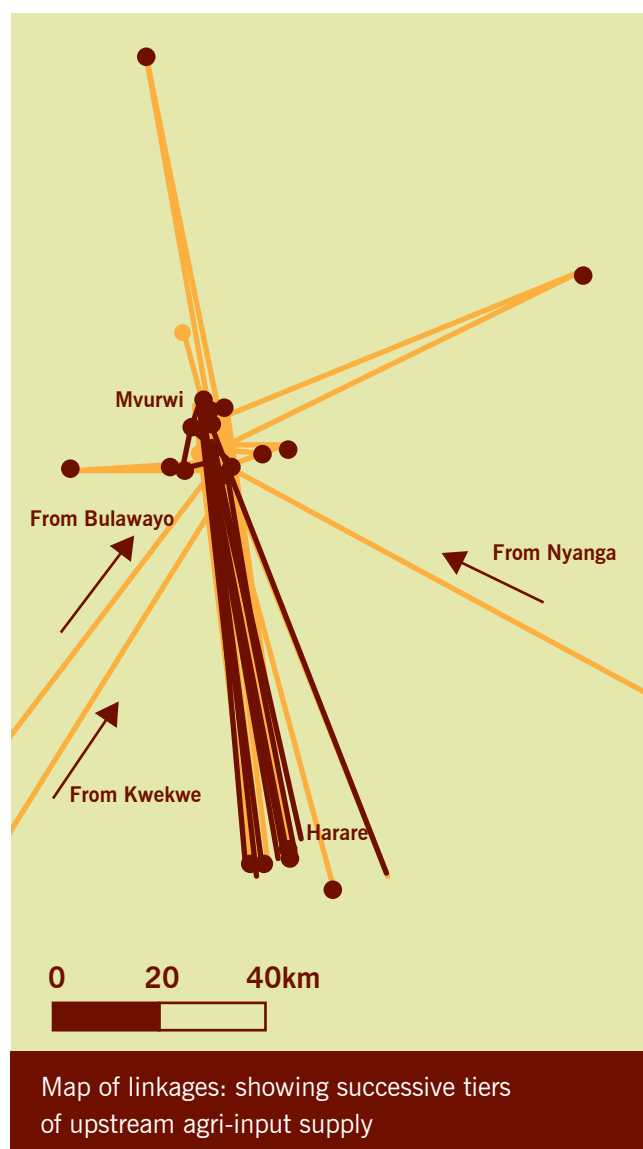 Mvurwi
From Bulawayo
From Nyanga
From Kwekwe
Harare
0 20 40km
Map of linkages: showing successive tiers
of upstream agri-input supply